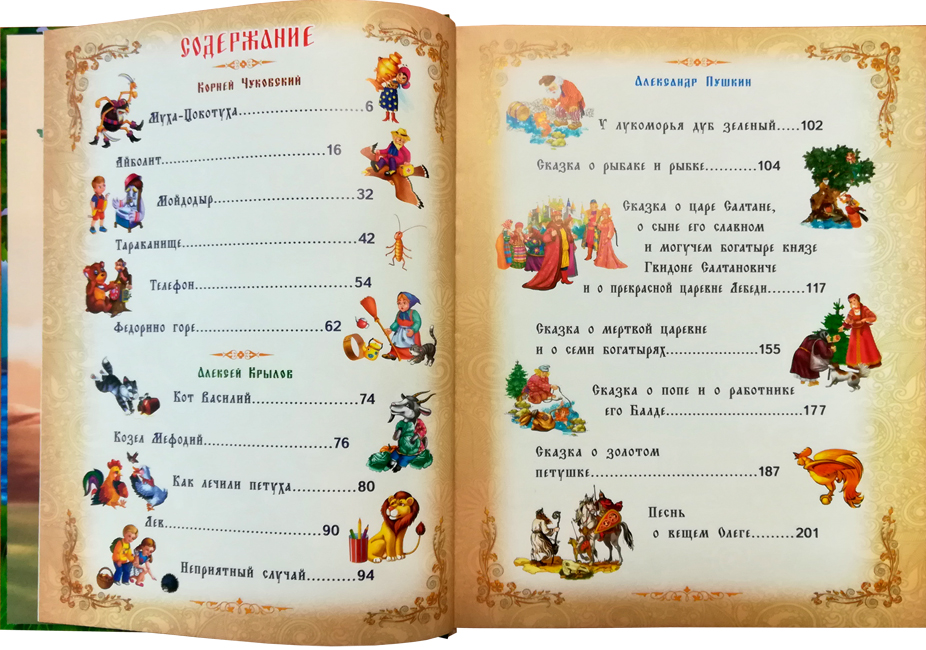 СОДЕРЖАНИЕ
Корней Чуковский
Муха-Цокотуха..............................6
Айболит..............................16
Мойдодыр..............................32
Тараканище..............................42
Телефон..............................54
Федорино горе..............................62
Алексей Крылов
Кот Василий....................74
Козел Мефодий....................76
Как лечили петуха...............80
Лев..............................90
Неприятный случай..........94
Александр Пушкин
У лукоморья дуб зеленый.....102
Сказка о рыбаке и рыбке..........104
Сказка о царе Салтане,
о сыне его славном
и могучем богатыре князе
Гвидоне Салтановиче
и о прекрасной царевне Лебеди........117
Сказка о мертвой царевне
и о семи богатырях..................155
Сказка о попе и о работнике
его Балде...........................177
Сказка о золотом
петушке..............................187
Песнь
о вещем Олеге.........201